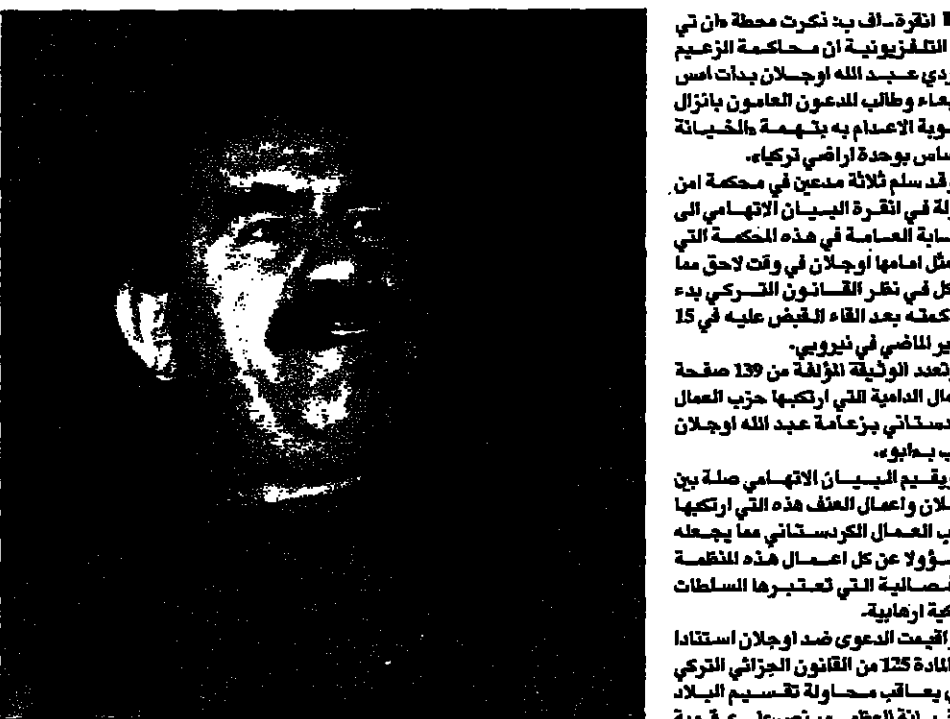 انقرة ـ اف ب: ذكرت محطة «ان تي
التلفزيونية ان محاكمة الزعيم
ردي عبد الله اوجلان بدأت امس
بعاء وطالب المدعون العامون بانزال
وبة الاعدام به بتهمة «الخيانة
ساس بوحدة اراضي تركيا».
وقد سلم ثلاثة مدعين في محكمة امن
لة في انقرة البيان الاتهامي الى
سابة العامة في هذه المحكمة التي
مثل امامها اوجلان في وقت لاحق مما
كل في نظر القانون التركي بدء
كمته بعد القاء القبض عليه في 15
ير الماضي في نيروبي.
وتعدد الوثيقة المؤلفة من 139 صفحة
مال الدامية التي ارتكبها حزب العمال
دستاني بزعامة عبد الله اوجلان
ب بـ«ابو».
ويقيم البيان الاتهامي صلة بين
لان واعمال العنف هذه التي ارتكبها
ب العمال الكردستاني مما يجعله
ؤولا عن كل اعمال هذه المنظمة
فصالية التي تعتبرها السلطات
كية ارهابية.
واقيمت الدعوى ضد اوجلان استنادا
المادة 125 من القانون الجزائي التركي
ي يعاقب محاولة تقسيم البلاد